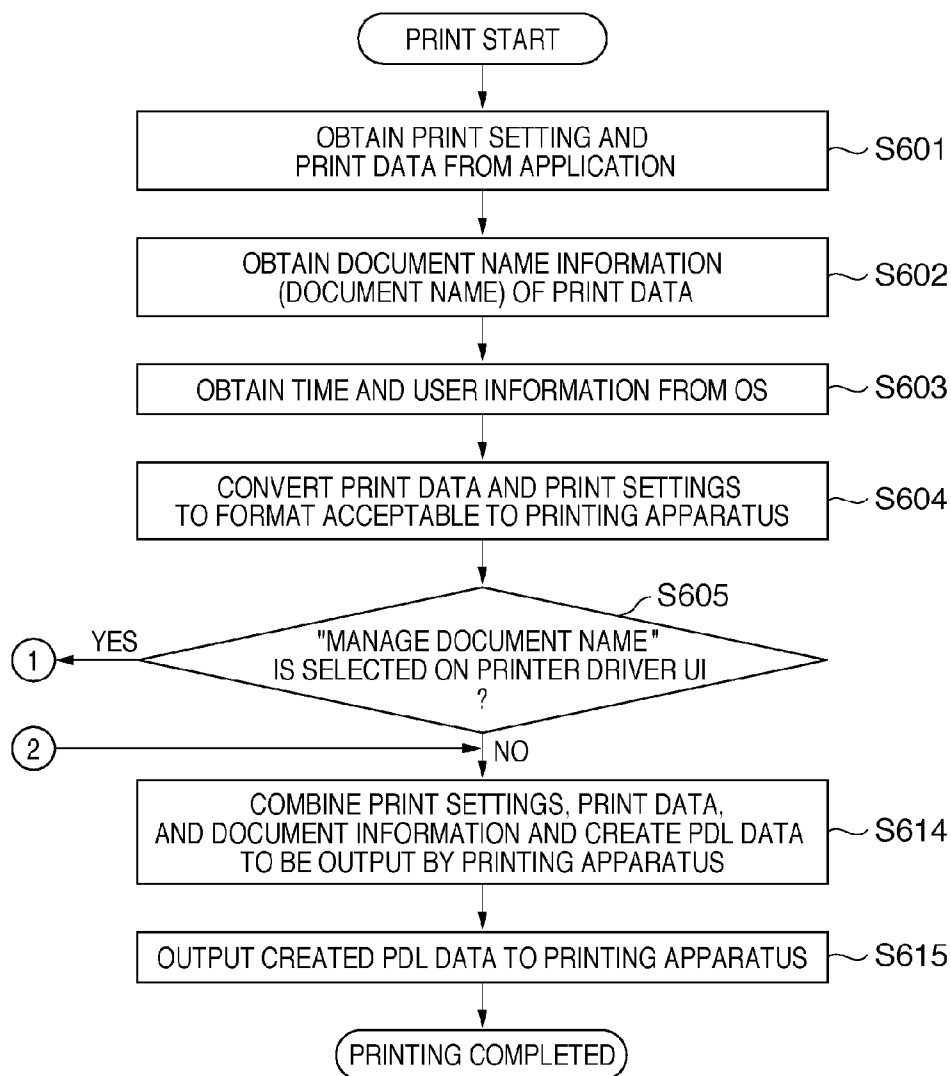 PRINT START
OBTAIN PRINT SETTING AND
PRINT DATA FROM APPLICATION
S601
OBTAIN DOCUMENT NAME INFORMATION
(DOCUMENT NAME) OF PRINT DATA
S602
OBTAIN TIME AND USER INFORMATION FROM OS
S603
CONVERT PRINT DATA AND PRINT SETTINGS
TO FORMAT ACCEPTABLE TO PRINTING APPARATUS
S604
S605
YES
1
"MANAGE DOCUMENT NAME"
IS SELECTED ON PRINTER DRIVER UI
?
2
NO
COMBINE PRINT SETTINGS, PRINT DATA,
AND DOCUMENT INFORMATION AND CREATE PDL DATA
TO BE OUTPUT BY PRINTING APPARATUS
S614
OUTPUT CREATED PDL DATA TO PRINTING APPARATUS
S615
PRINTING COMPLETED